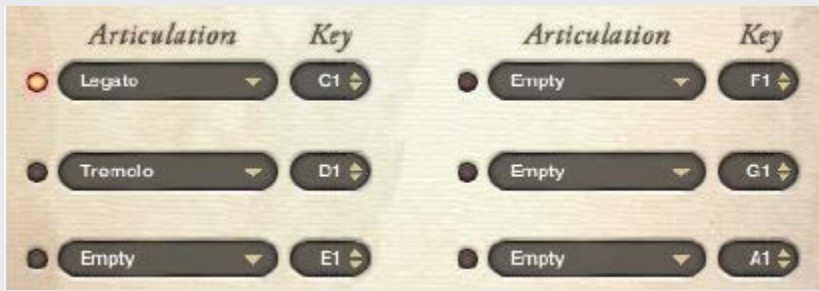 Articulation Key Articulation Key
Legato C1 Empty F1
Tremolo D1 Empty G1
Empty E1 Empty A1